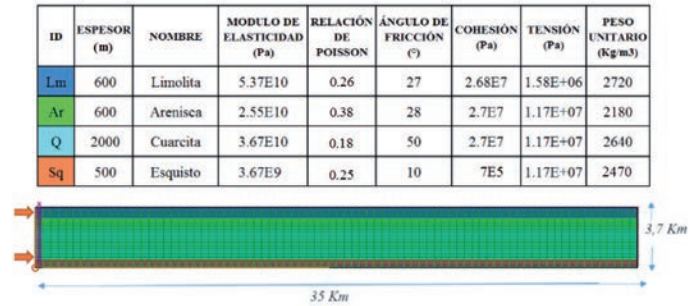 ID ESPESOR (m) NOMBRE MODULO DE ELASTICIDAD (Pa) RELACIÓN DE POISSON ÁNGULO DE FRICCIÓN (°) COHESIÓN (Pa) TENSIÓN (Pa) PESO UNITARIO (Kg/m3)
Lm 600 Limolita 5.37E10 0.26 27 2.68E7 1.58E+06 2720
Ar 600 Arenisca 2.55E10 0.38 28 2.7E7 1.17E+07 2180
Q 2000 Cuarcita 3.67E10 0.18 50 2.7E7 1.17E+07 2640
Sq 500 Esquisto 3.67E9 0.25 10 7E5 1.17E+07 2470
3,7 Km
35 Km